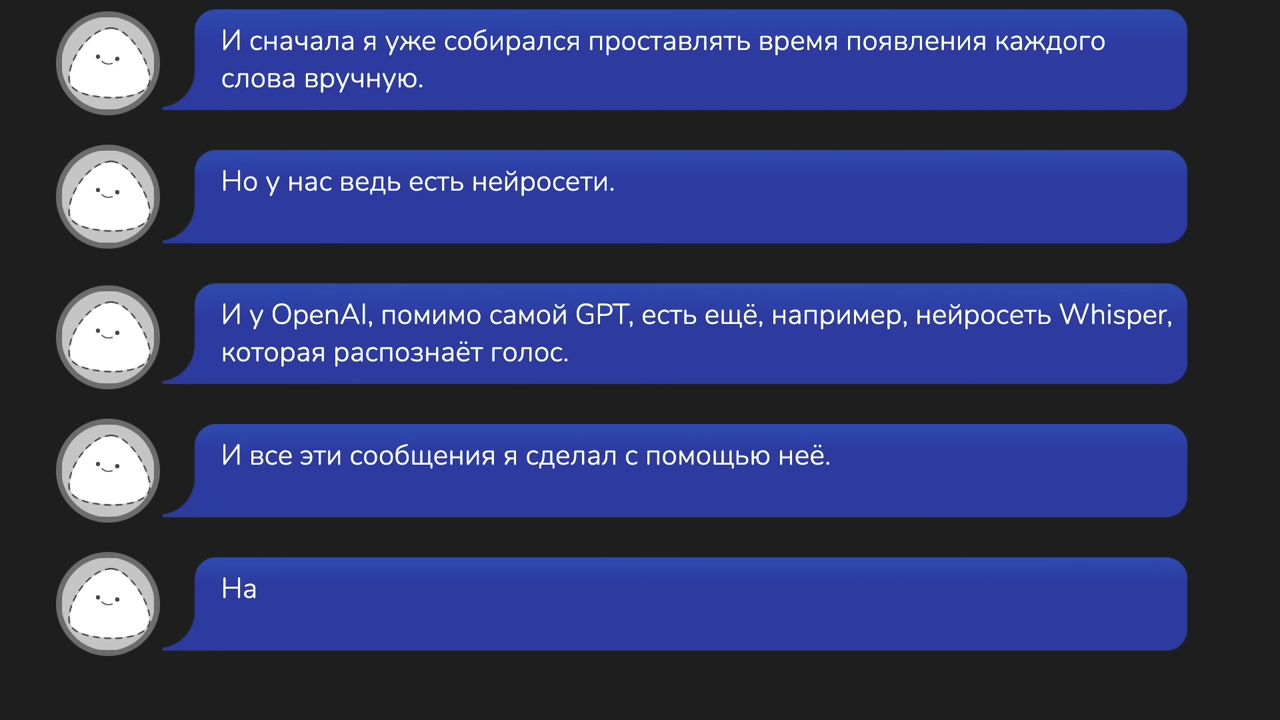 И сначала я уже собирался проставлять время появления каждого
слова вручную.
Но у нас ведь есть нейросети.
И у OpenAI, помимо самой GPT, есть ещё, например, нейросеть Whisper,
которая распознаёт голос.
И все эти сообщения я сделал с помощью неё.
На